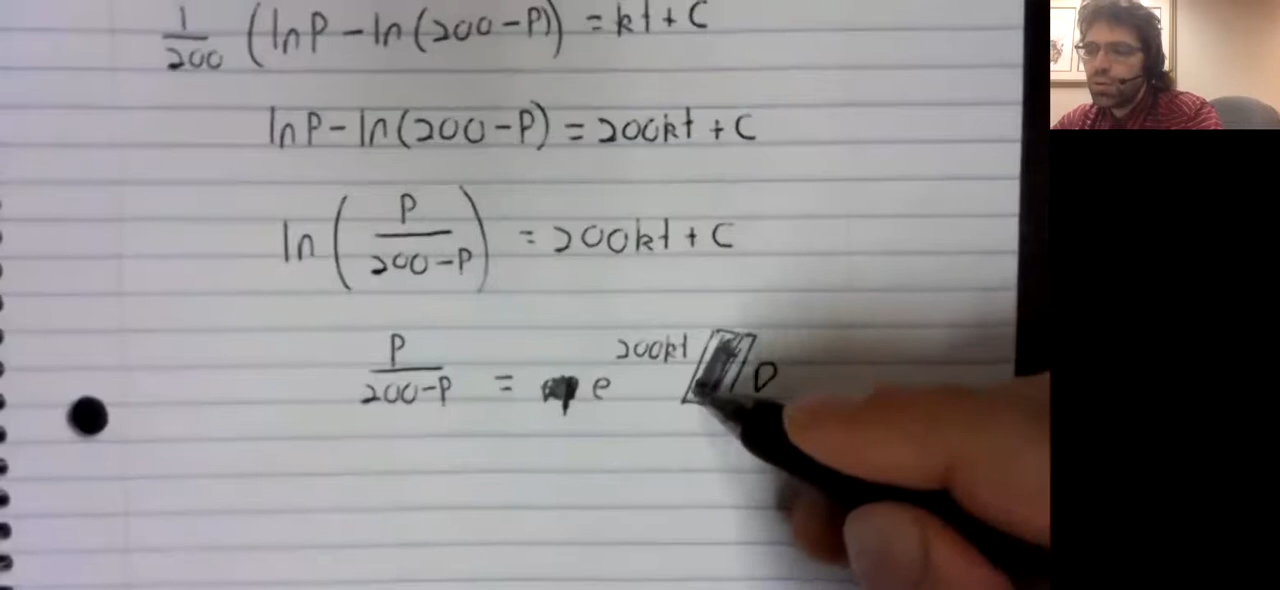 1/200 (ln P − ln(200−P)) = kt + C
ln P − ln(200−P) = 200kt + C
ln(P/(200−P)) = 200kt + C
P/(200−P) = e^200kt D